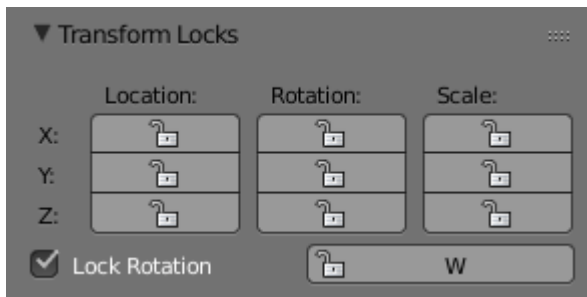 Transform Locks
Location: Rotation: Scale:
X:
Y:
Z:
Lock Rotation W